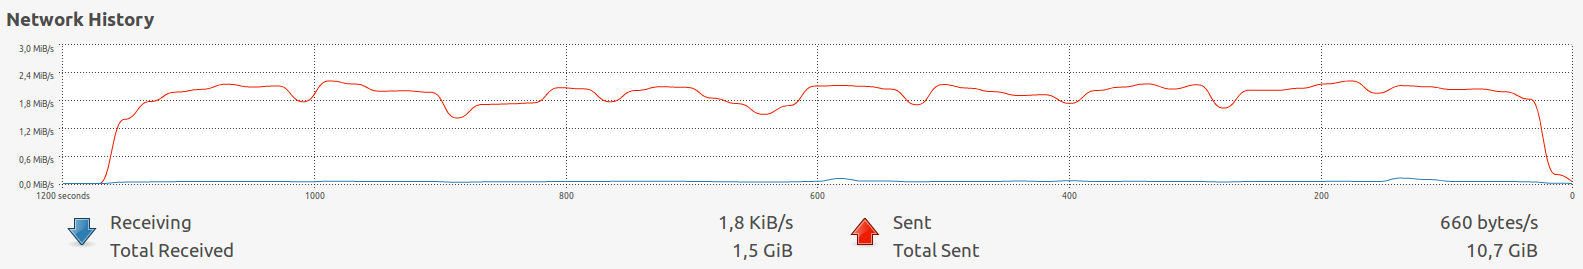 Network History
3,0 MiB/s
2,4 MiB/s
1,8 MiB/s
1,2 MiB/s
0,6 MiB/s
0,0 MiB/s
1200 seconds 1000 800 600 400 200 0
Receiving 1,8 KiB/s Sent 660 bytes/s
Total Received 1,5 GiB Total Sent 10,7 GiB